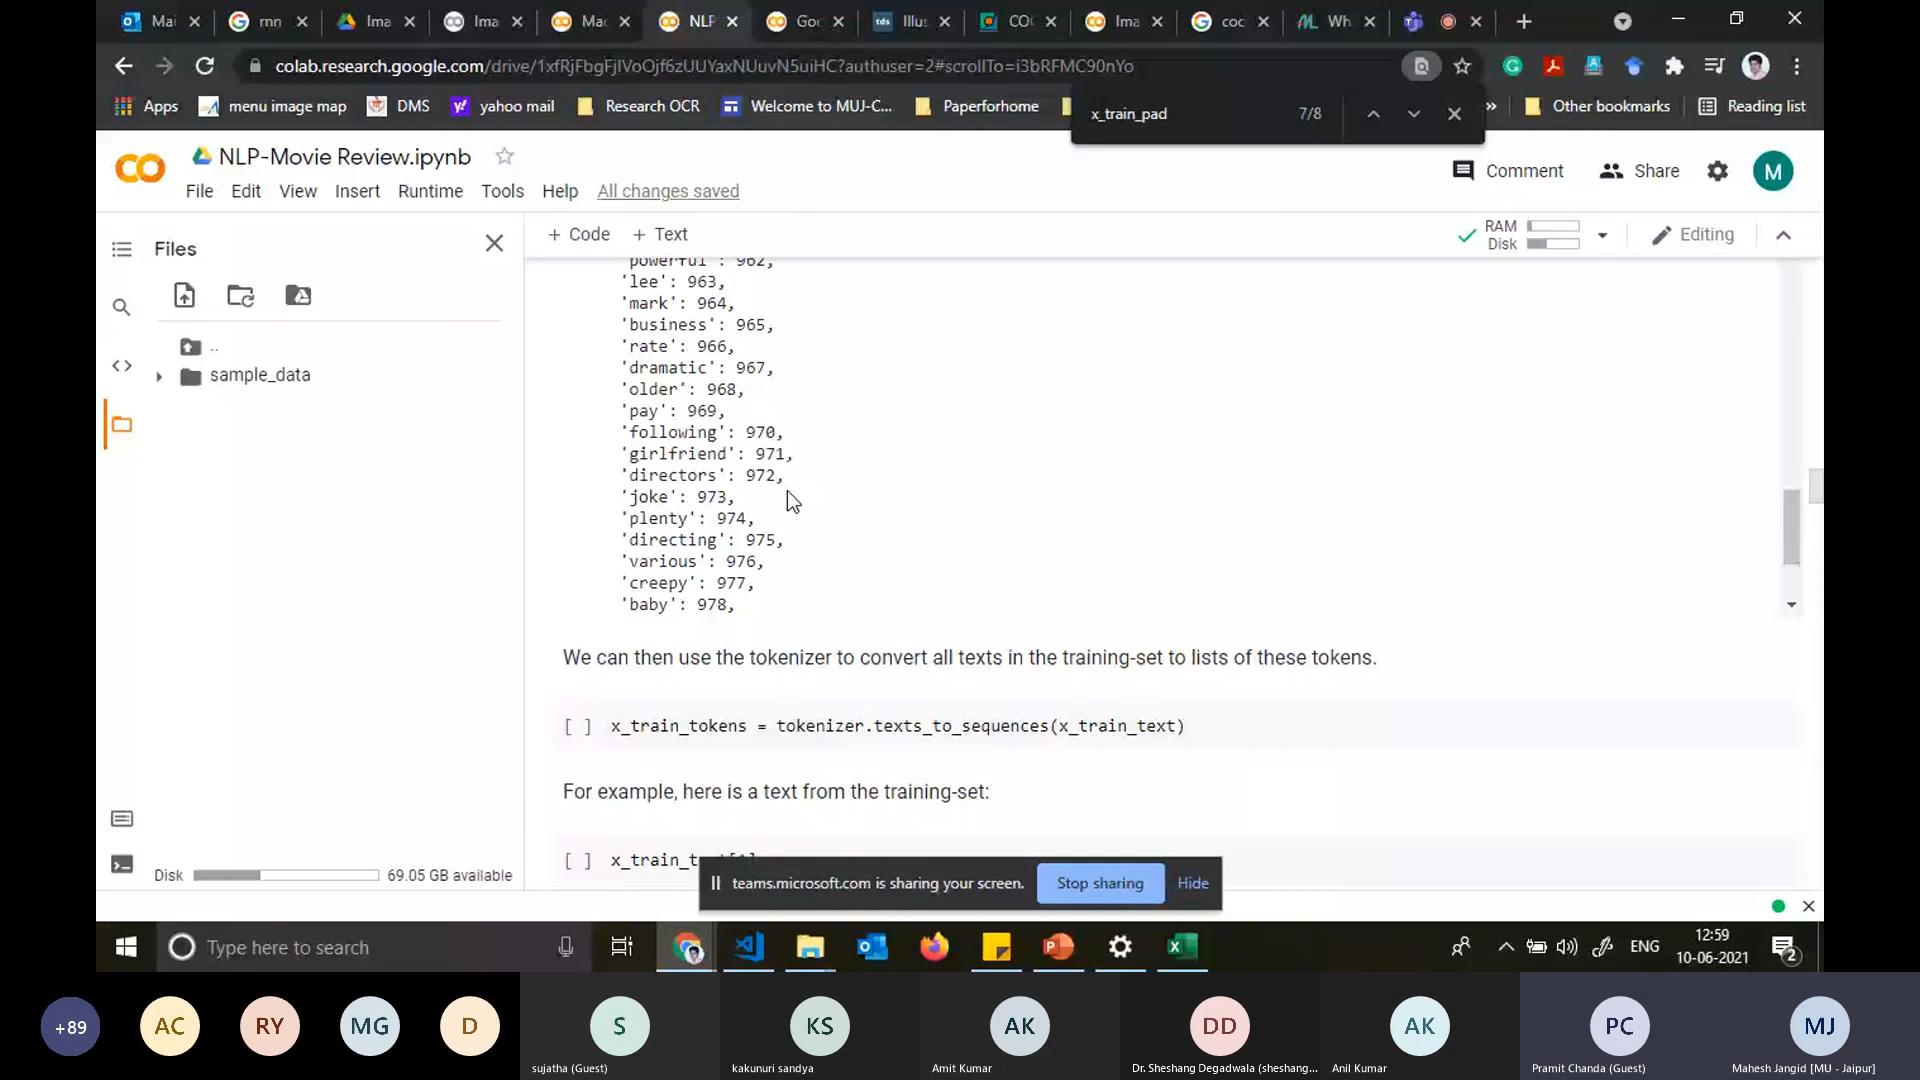 Mai
rnn
Ima
Ima
Mac
NLP
Goo
Illus
COC
Ima
coc
Wh
colab.research.google.com/drive/1xfRjFbgFjIVoOjf6zUUYaxNUuvN5uiHC?authuser=2#scrollTo=i3bRFMC90nYo
Apps
menu image map
DMS
yahoo mail
Research OCR
Welcome to MUJ-C...
Paperforhome
»
Other bookmarks
Reading list
x_train_pad 7/8
NLP-Movie Review.ipynb
File Edit View Insert Runtime Tools Help All changes saved
Comment Share M
Files
+ Code + Text
RAM
Disk
Editing
..
sample_data
'powerful': 962,
'lee': 963,
'mark': 964,
'business': 965,
'rate': 966,
'dramatic': 967,
'older': 968,
'pay': 969,
'following': 970,
'girlfriend': 971,
'directors': 972,
'joke': 973,
'plenty': 974,
'directing': 975,
'various': 976,
'creepy': 977,
'baby': 978,
We can then use the tokenizer to convert all texts in the training-set to lists of these tokens.
[ ] x_train_tokens = tokenizer.texts_to_sequences(x_train_text)
For example, here is a text from the training-set:
[ ] x_train_t
Disk 69.05 GB available
teams.microsoft.com is sharing your screen. Stop sharing Hide
Type here to search
ENG
12:59
10-06-2021
2
+89
AC
RY
MG
D
S
KS
AK
DD
AK
PC
MJ
sujatha (Guest)
kakunuri sandya
Amit Kumar
Dr. Sheshang Degadwala (sheshang...
Anil Kumar
Pramit Chanda (Guest)
Mahesh Jangid [MU - Jaipur]